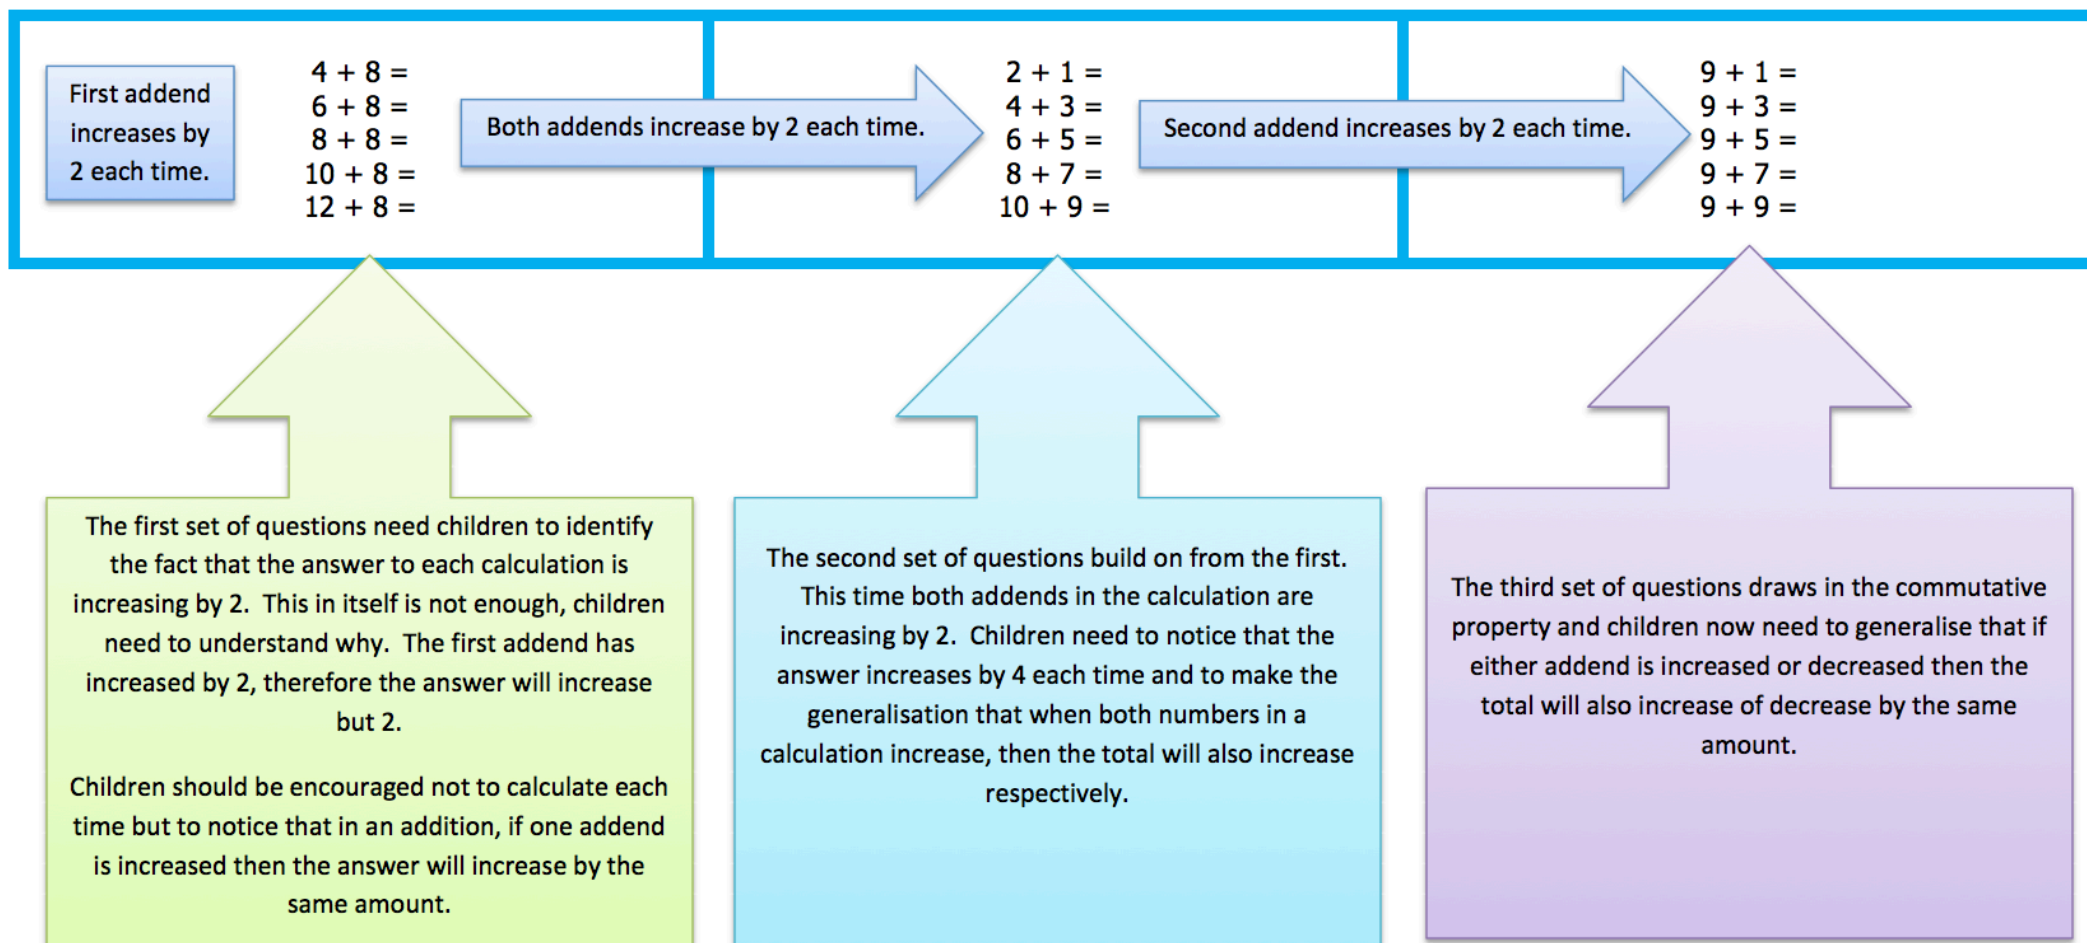 First addend
increases by
2 each time.
4 + 8 =
6 + 8 =
8 + 8 =
10 + 8 =
12 + 8 =
Both addends increase by 2 each time.
2 + 1 =
4 + 3 =
6 + 5 =
8 + 7 =
10 + 9 =
Second addend increases by 2 each time.
9 + 1 =
9 + 3 =
9 + 5 =
9 + 7 =
9 + 9 =
The first set of questions need children to identify
the fact that the answer to each calculation is
increasing by 2. This in itself is not enough, children
need to understand why. The first addend has
increased by 2, therefore the answer will increase
but 2.
Children should be encouraged not to calculate each
time but to notice that in an addition, if one addend
is increased then the answer will increase by the
same amount.
The second set of questions build on from the first.
This time both addends in the calculation are
increasing by 2. Children need to notice that the
answer increases by 4 each time and to make the
generalisation that when both numbers in a
calculation increase, then the total will also increase
respectively.
The third set of questions draws in the commutative
property and children now need to generalise that if
either addend is increased or decreased then the
total will also increase of decrease by the same
amount.